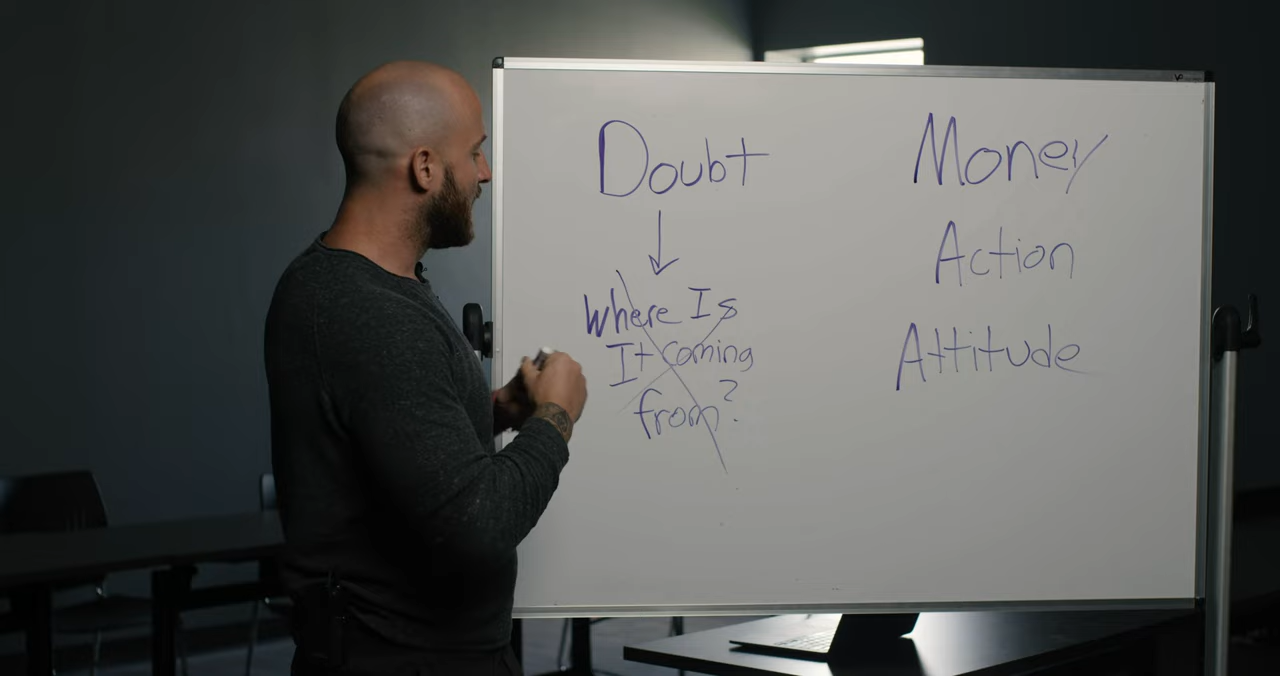 Doubt
Where Is
It coming
from?
Money
Action
Attitude